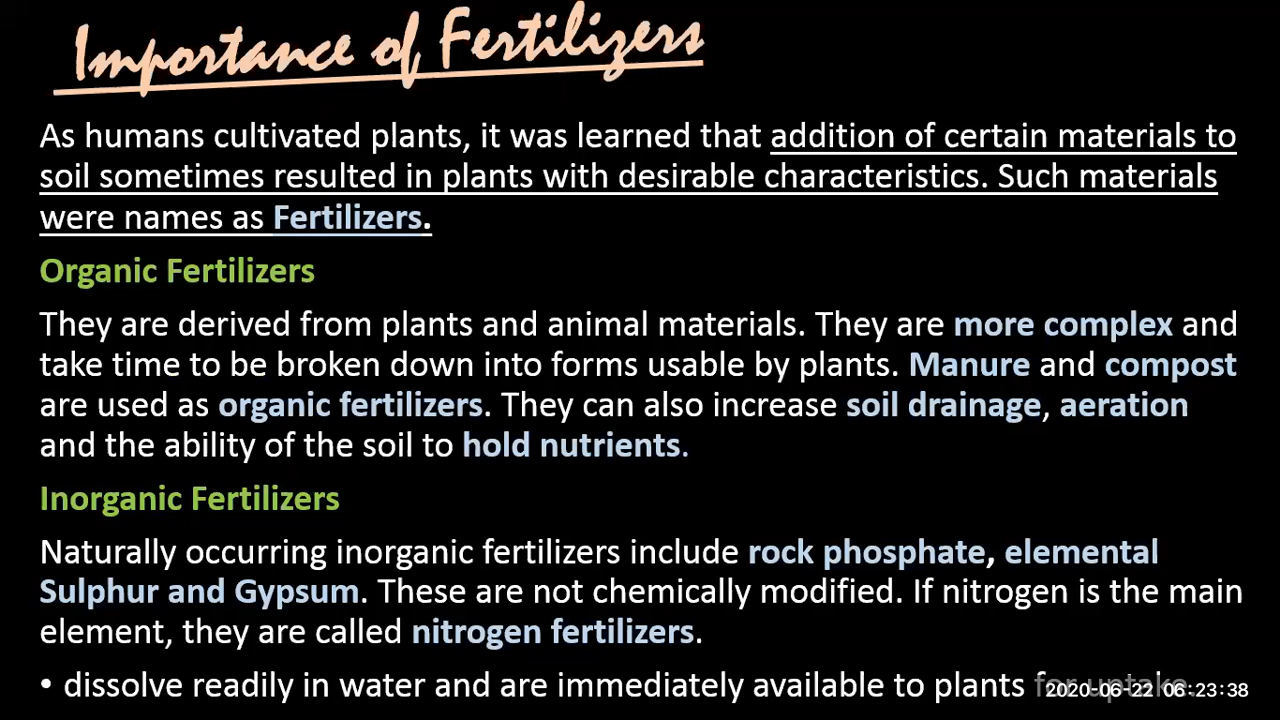 Importance of Fertilizers
As humans cultivated plants, it was learned that addition of certain materials to
soil sometimes resulted in plants with desirable characteristics. Such materials
were names as Fertilizers.
Organic Fertilizers
They are derived from plants and animal materials. They are more complex and
take time to be broken down into forms usable by plants. Manure and compost
are used as organic fertilizers. They can also increase soil drainage, aeration
and the ability of the soil to hold nutrients.
Inorganic Fertilizers
Naturally occurring inorganic fertilizers include rock phosphate, elemental
Sulphur and Gypsum. These are not chemically modified. If nitrogen is the main
element, they are called nitrogen fertilizers.
• dissolve readily in water and are immediately available to plants for uptake.
2020-06-22 06:23:38